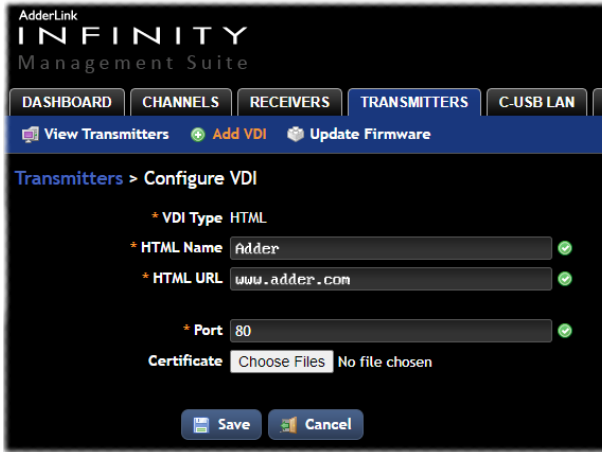 AdderLink
INFINITY
Management Suite
DASHBOARD CHANNELS RECEIVERS TRANSMITTERS C-USB LAN
View Transmitters Add VDI Update Firmware
Transmitters > Configure VDI
* VDI Type HTML
* HTML Name Adder
* HTML URL www.adder.com
* Port 80
Certificate Choose Files No file chosen
Save Cancel